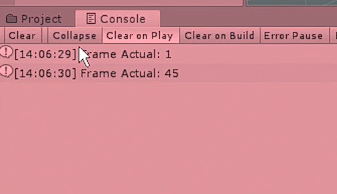 Project Console
Clear Collapse Clear on Play Clear on Build Error Pause
[14:06:29] Frame Actual: 1
[14:06:30] Frame Actual: 45